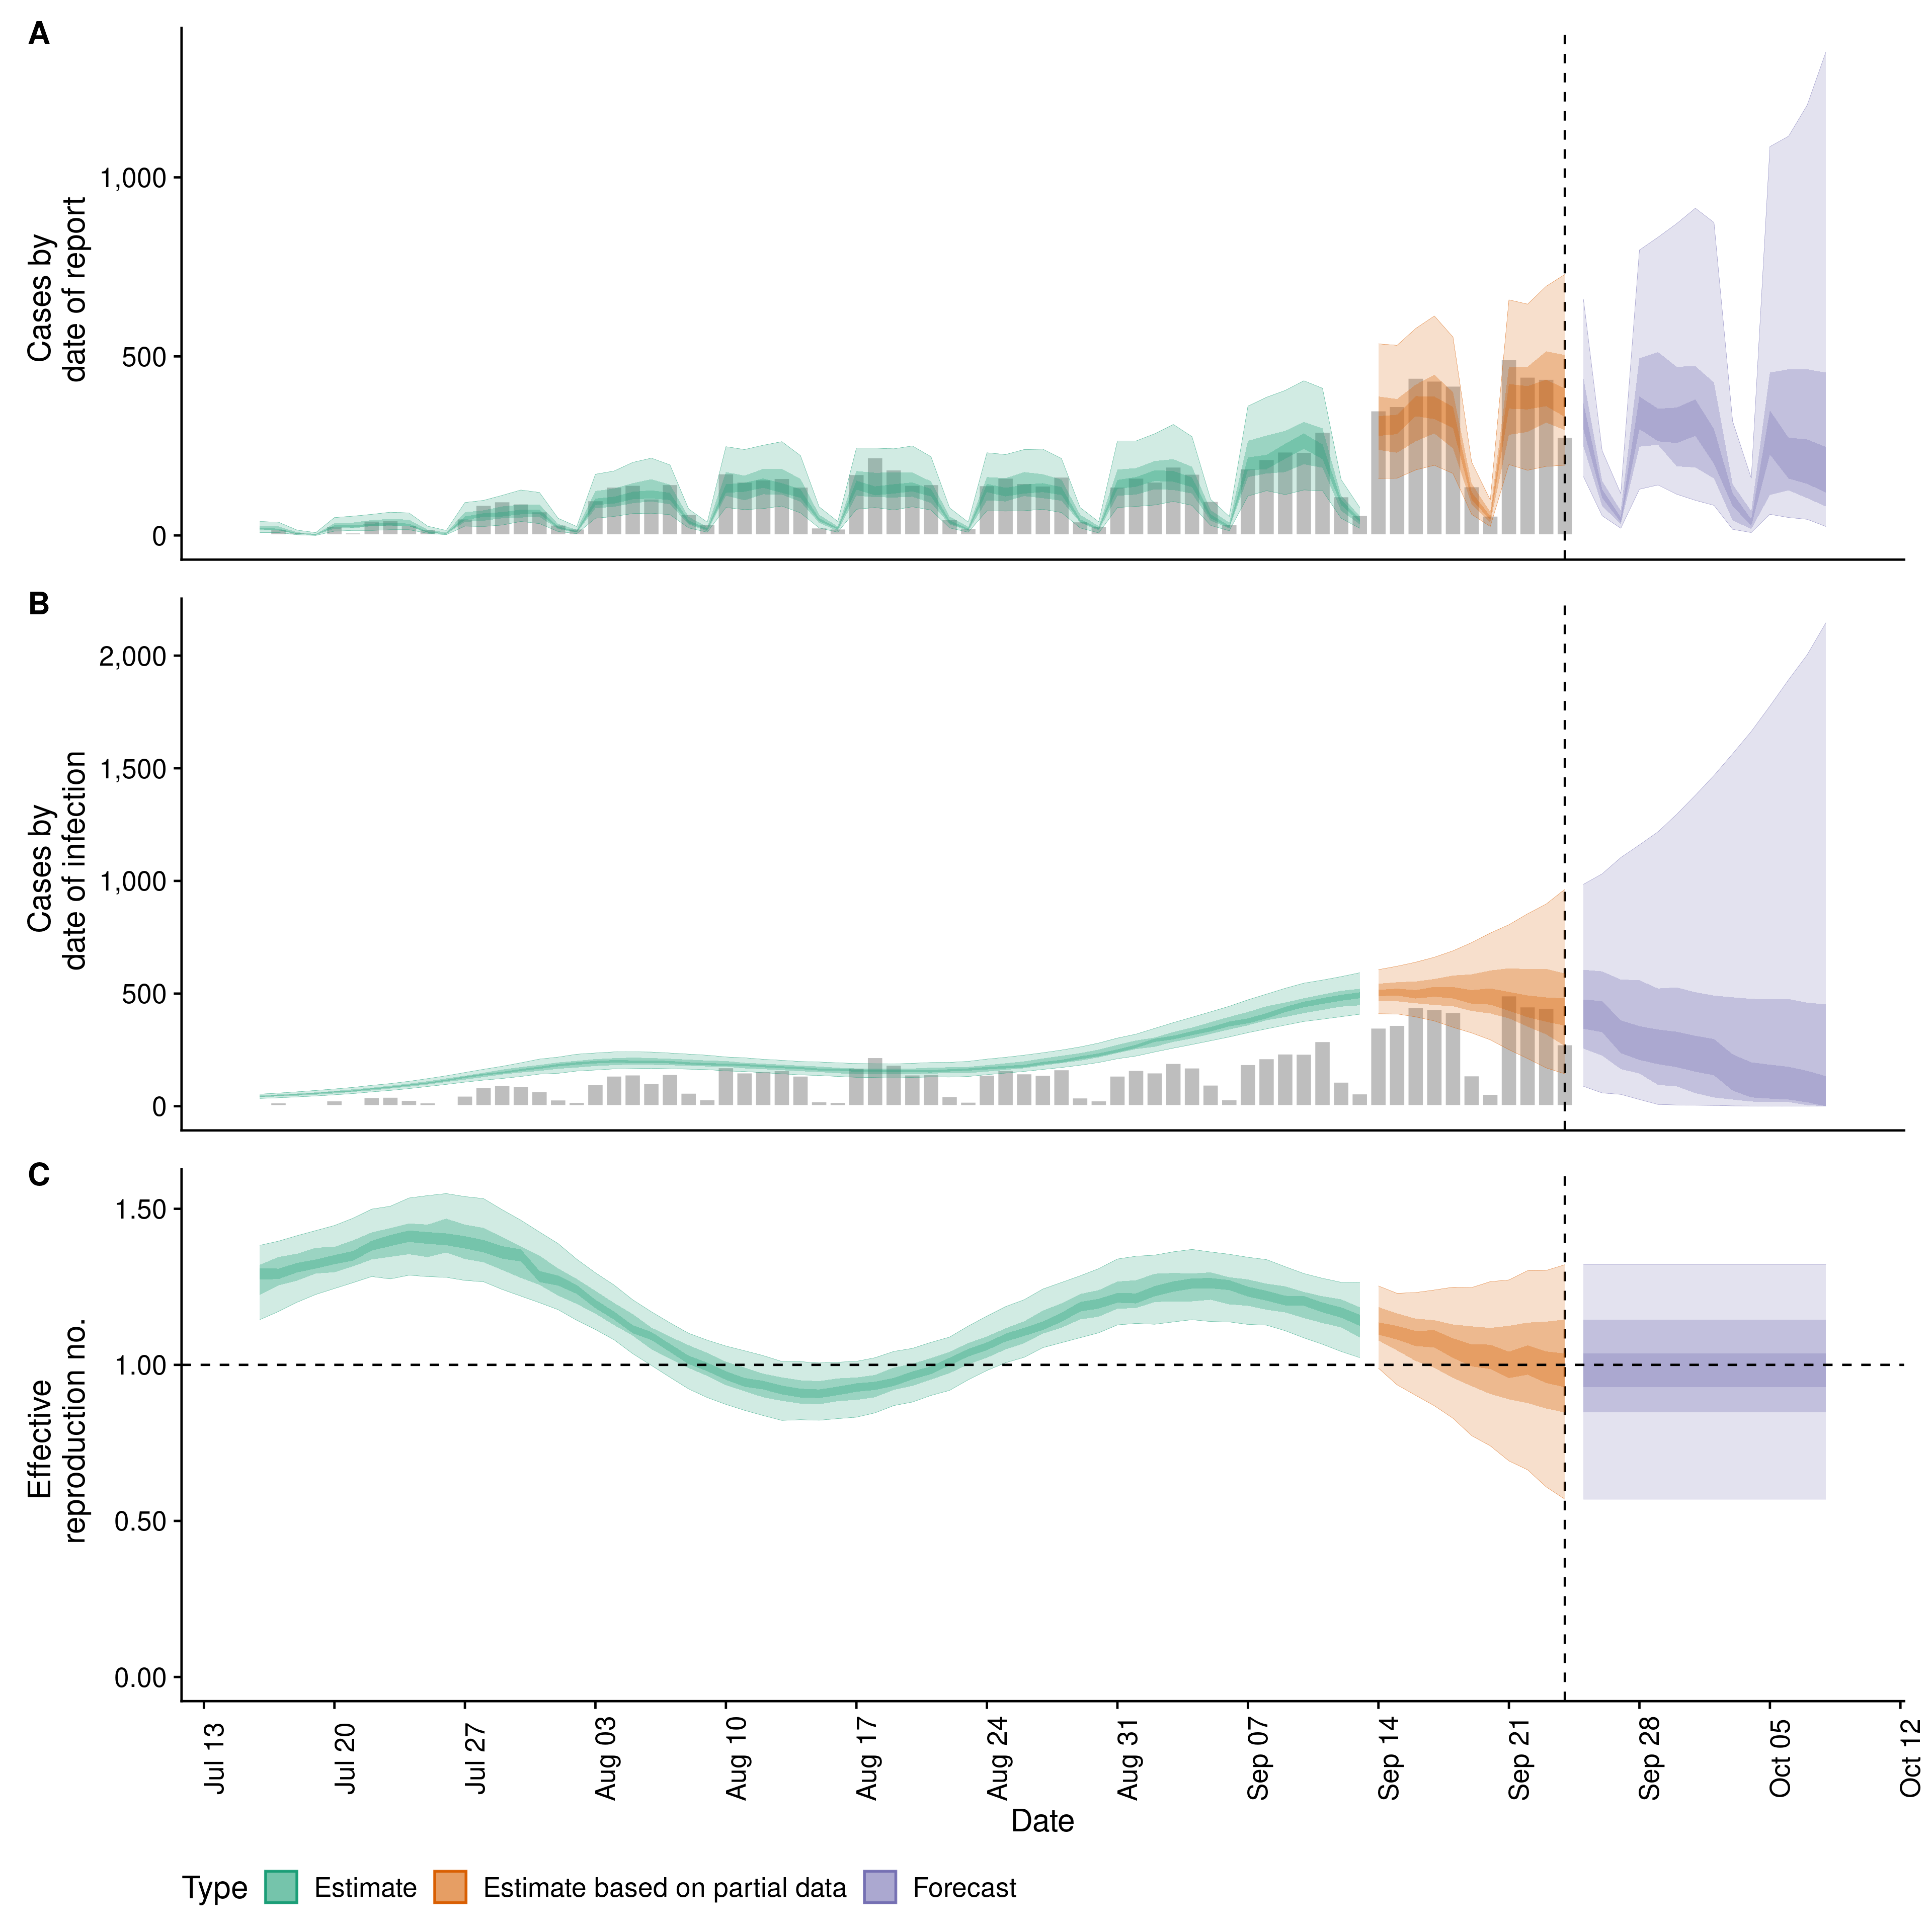 A
Cases by
date of report
1,000
500
0
B
Cases by
date of infection
2,000
1,500
1,000
500
0
C
Effective
reproduction no.
1.50
1.00
0.50
0.00
Jul 13
Jul 20
Jul 27
Aug 03
Aug 10
Aug 17
Aug 24
Aug 31
Sep 07
Sep 14
Sep 21
Sep 28
Oct 05
Oct 12
Date
Type Estimate Estimate based on partial data Forecast